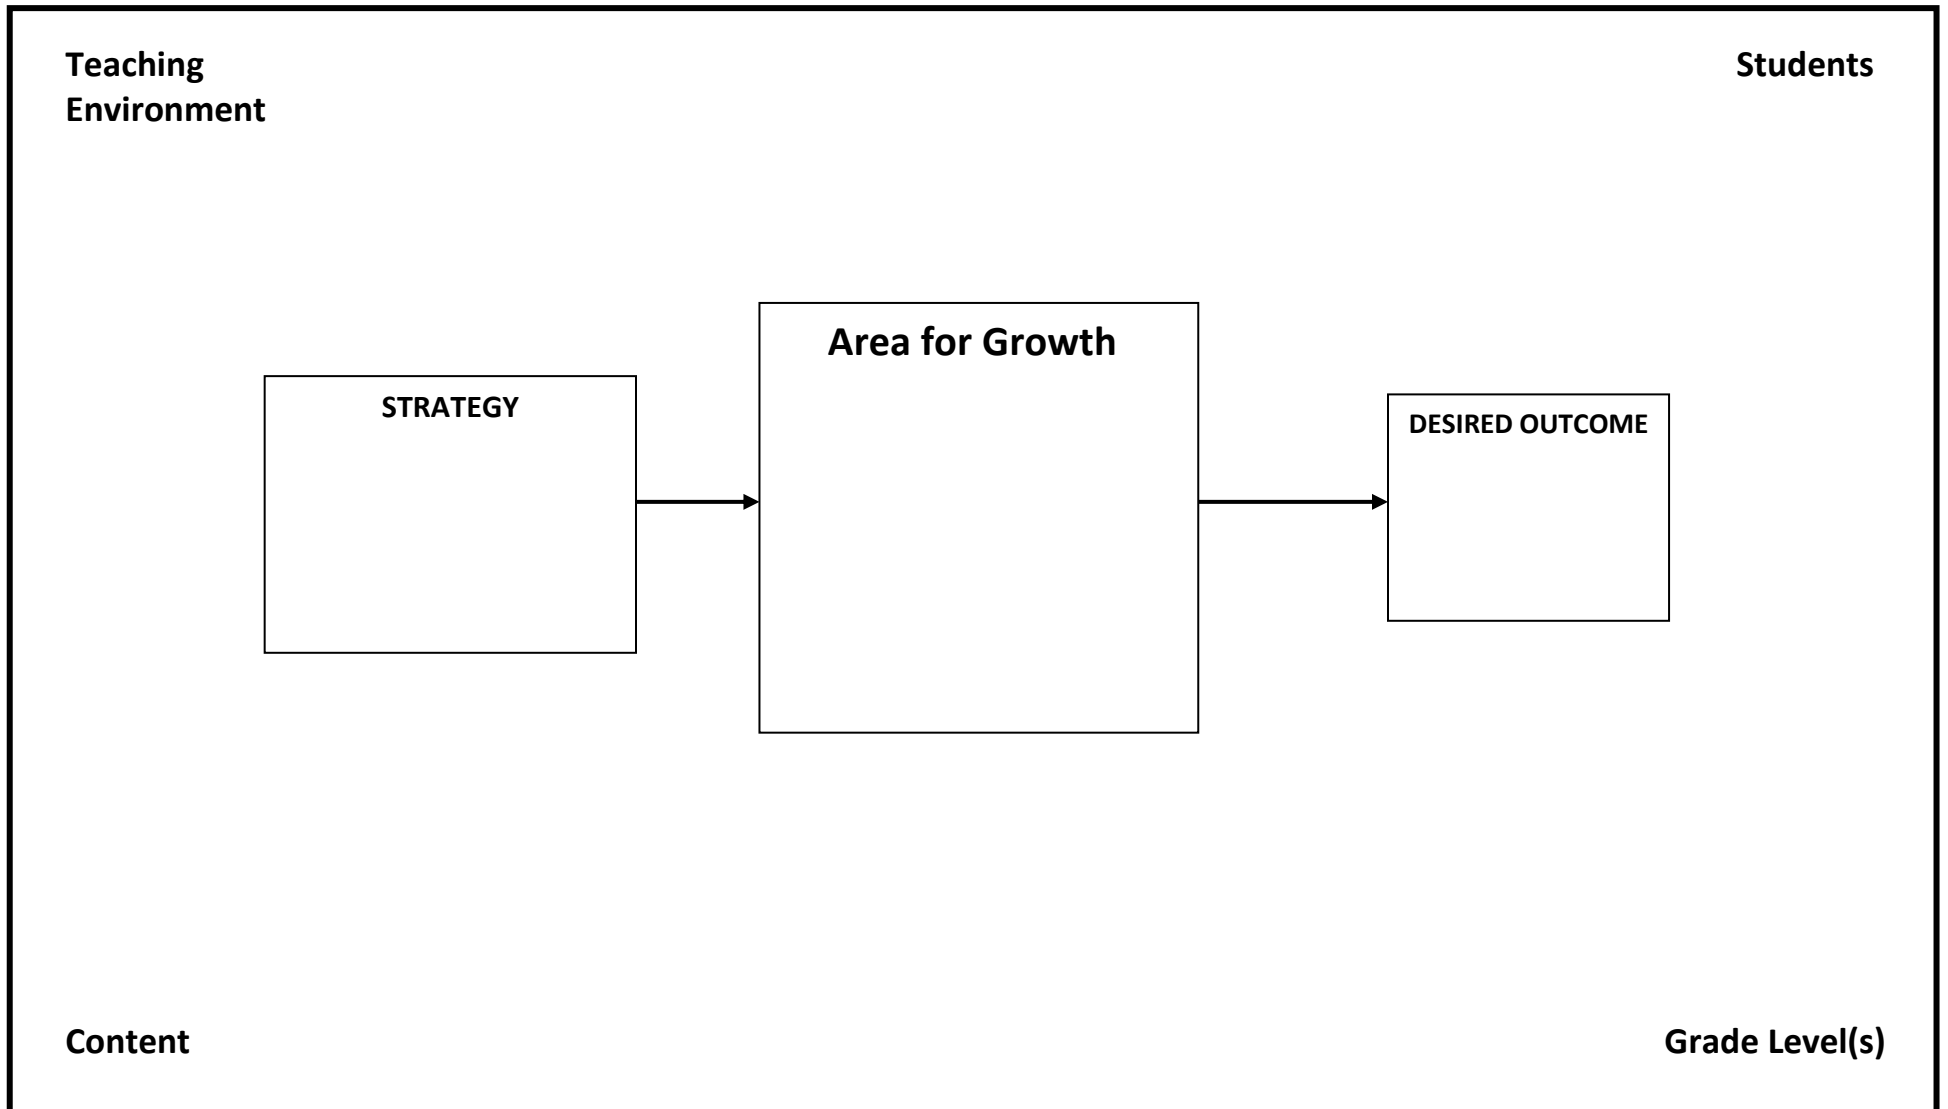 Teaching
Environment
Students
Area for Growth
STRATEGY
DESIRED OUTCOME
Content
Grade Level(s)